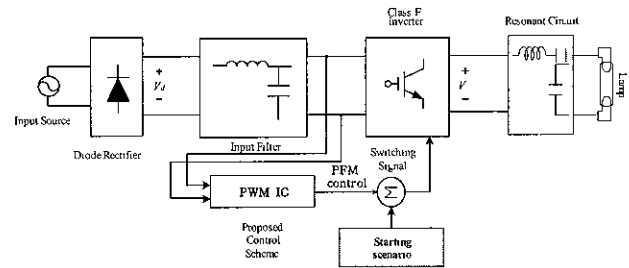 Class E
Inverter
Resonant Circuit
+
Vd
−
+
V
−
Lamp
Input Source
Diode Rectifier
Input Filter
Switching
Signal
PFM
control
PWM IC
Σ
Proposed
Control
Scheme
Starting
scenario